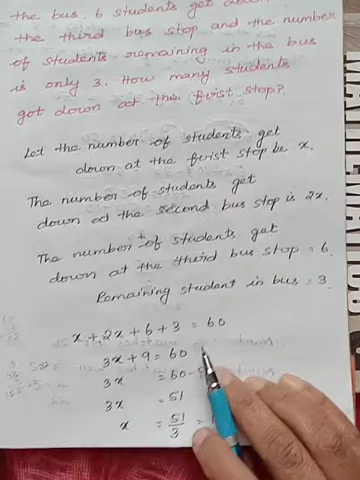 the bus. 6 students get down at
the third bus stop and the number
of students remaining in the bus
is only 3. How many students
got down at the first stop?
Let the number of students get
down at the first stop be x.
The number of students get
down at the second bus stop is 2x.
The number of students get
down at the third bus stop = 6.
Remaining student in bus = 3.
x + 2x + 6 + 3 = 60
3x + 9 = 60
3x = 60 -
3x = 51
x = 51/3 =